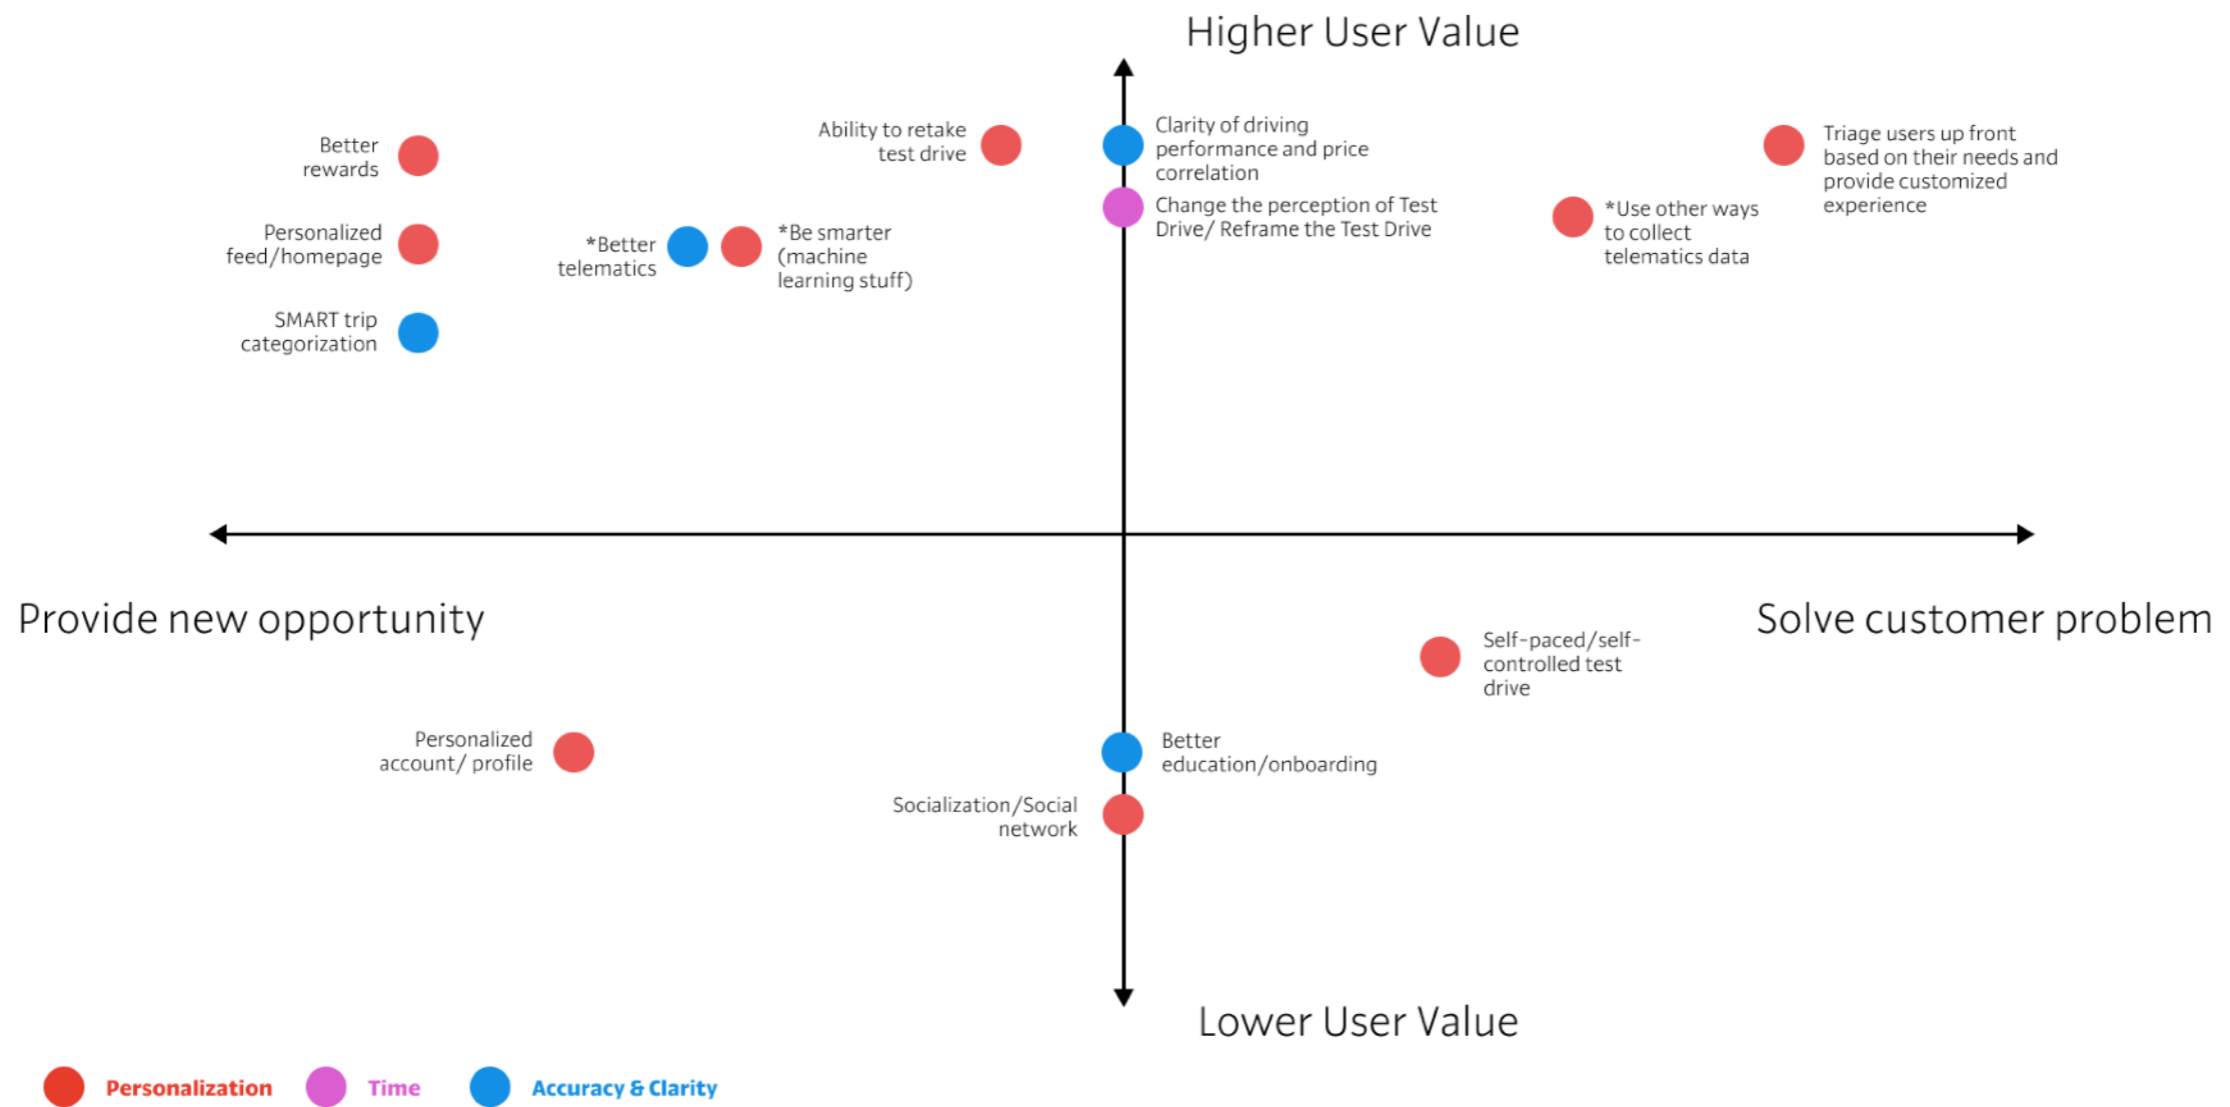 Higher User Value
Better
rewards
Ability to retake
test drive
Clarity of driving
performance and price
correlation
Triage users up front
based on their needs and
provide customized
experience
Personalized
feed/homepage
*Better
telematics
*Be smarter
(machine
learning stuff)
Change the perception of Test
Drive/ Reframe the Test Drive
*Use other ways
to collect
telematics data
SMART trip
categorization
Provide new opportunity
Solve customer problem
Self-paced/self-
controlled test
drive
Personalized
account/ profile
Better
education/onboarding
Socialization/Social
network
Lower User Value
Personalization
Time
Accuracy & Clarity